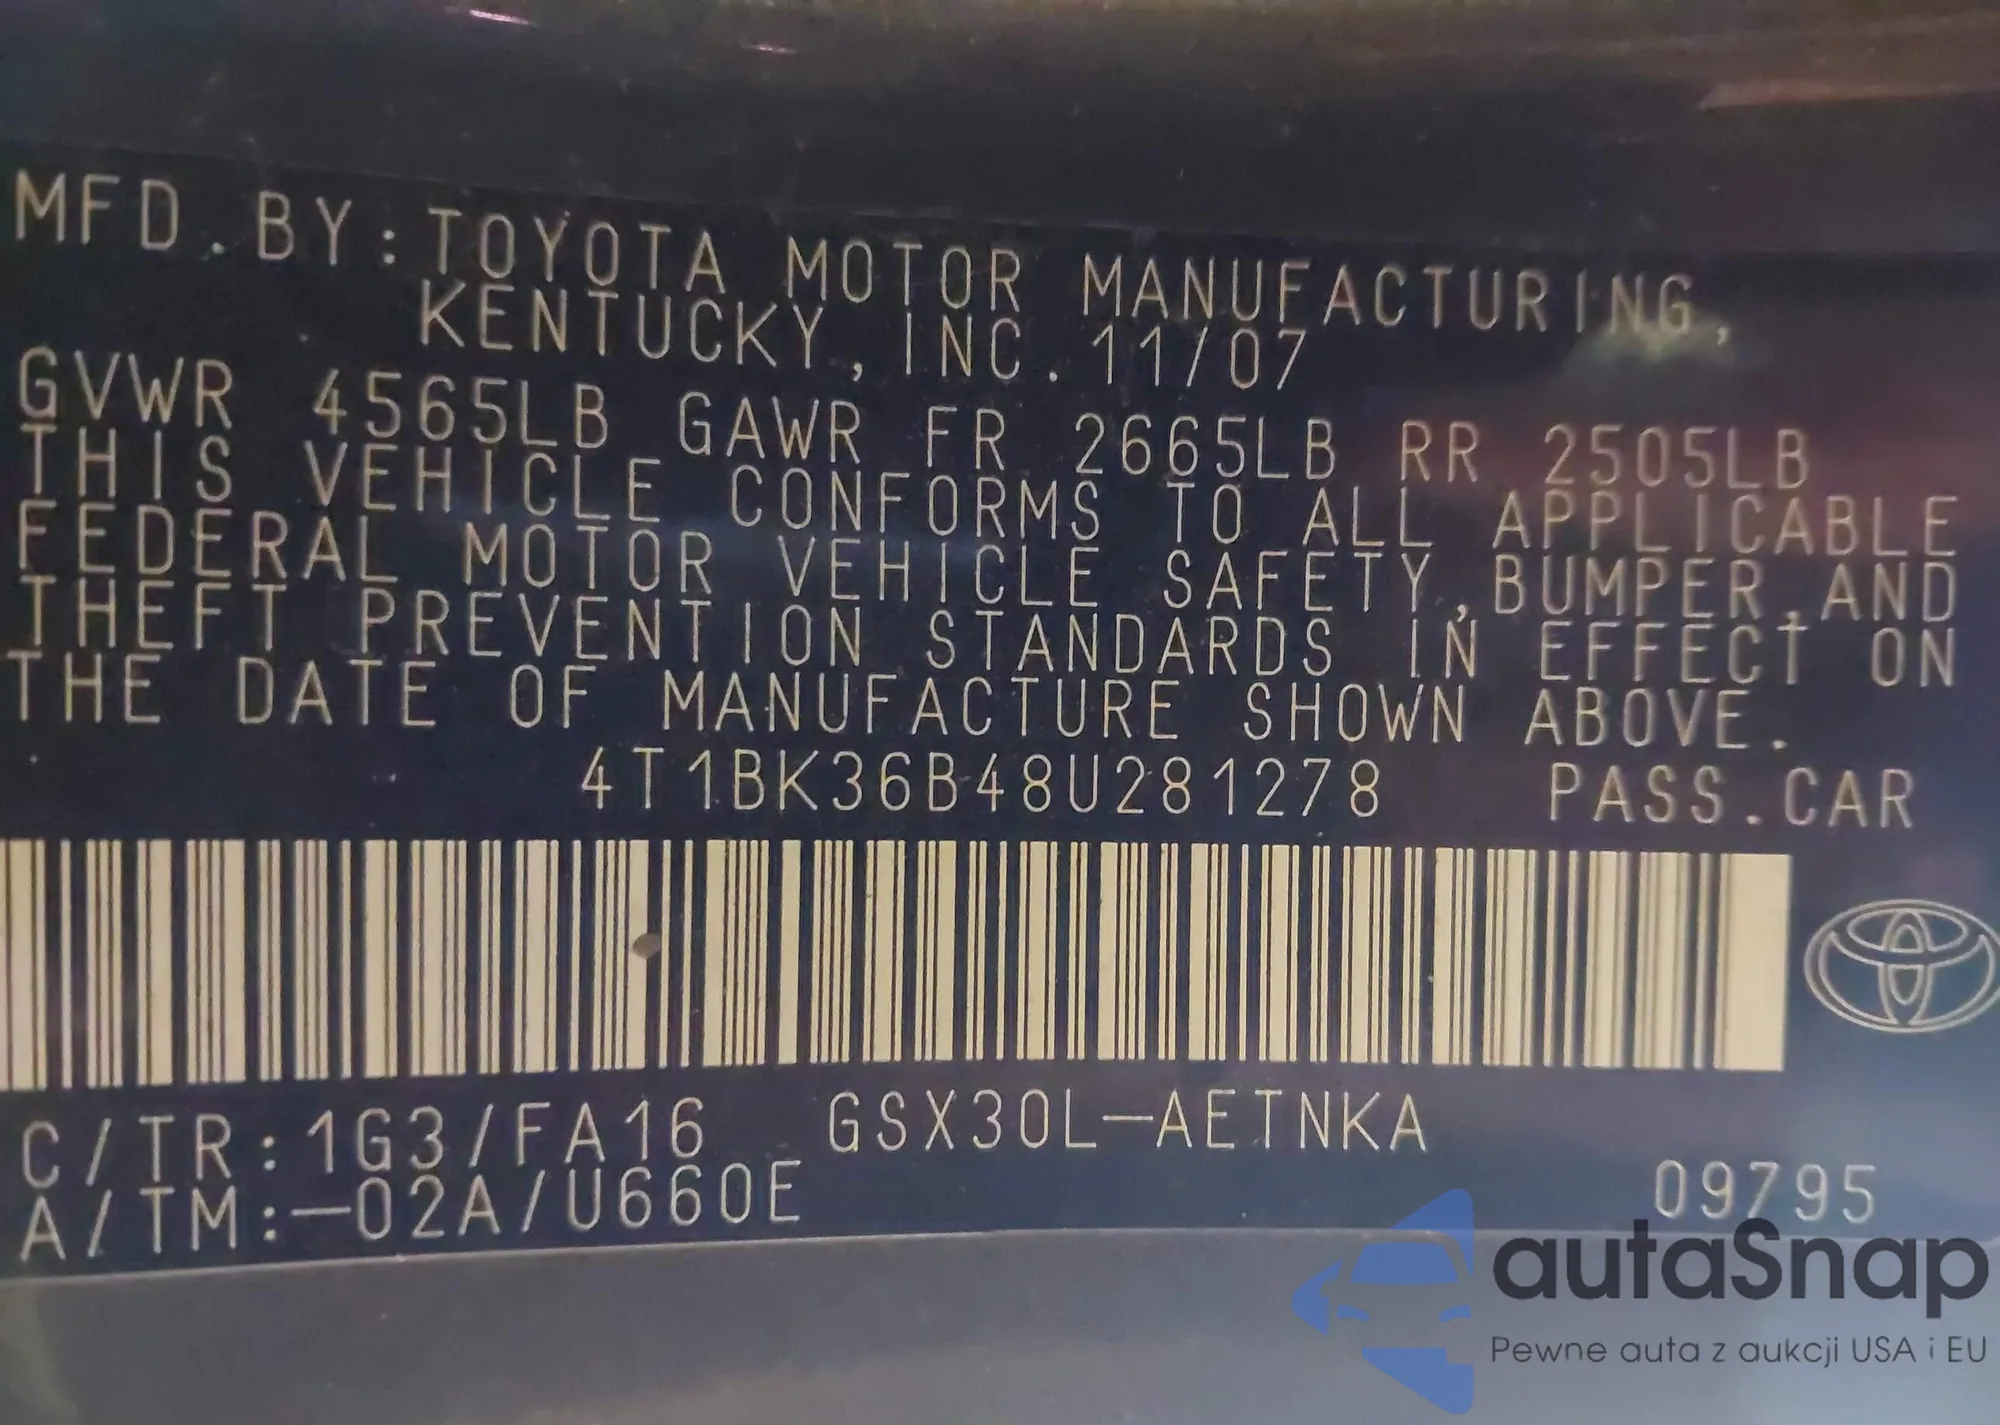 MFD.BY:TOYOTA MOTOR MANUFACTURING,
KENTUCKY, INC. 11/07
GVWR 4565LB GAWR FR 2665LB RR 2505LB
THIS VEHICLE CONFORMS TO ALL APPLICABLE
FEDERAL MOTOR VEHICLE SAFETY,BUMPER,AND
THEFT PREVENTION STANDARDS IN EFFECT ON
THE DATE OF MANUFACTURE SHOWN ABOVE.
4T1BK36B48U281278 PASS.CAR
C/TR:1G3/FA16 GSX30L-AETNKA
A/TM:-02A/U660E 09795
autaSnap
Pewne auta z aukcji USA i EU